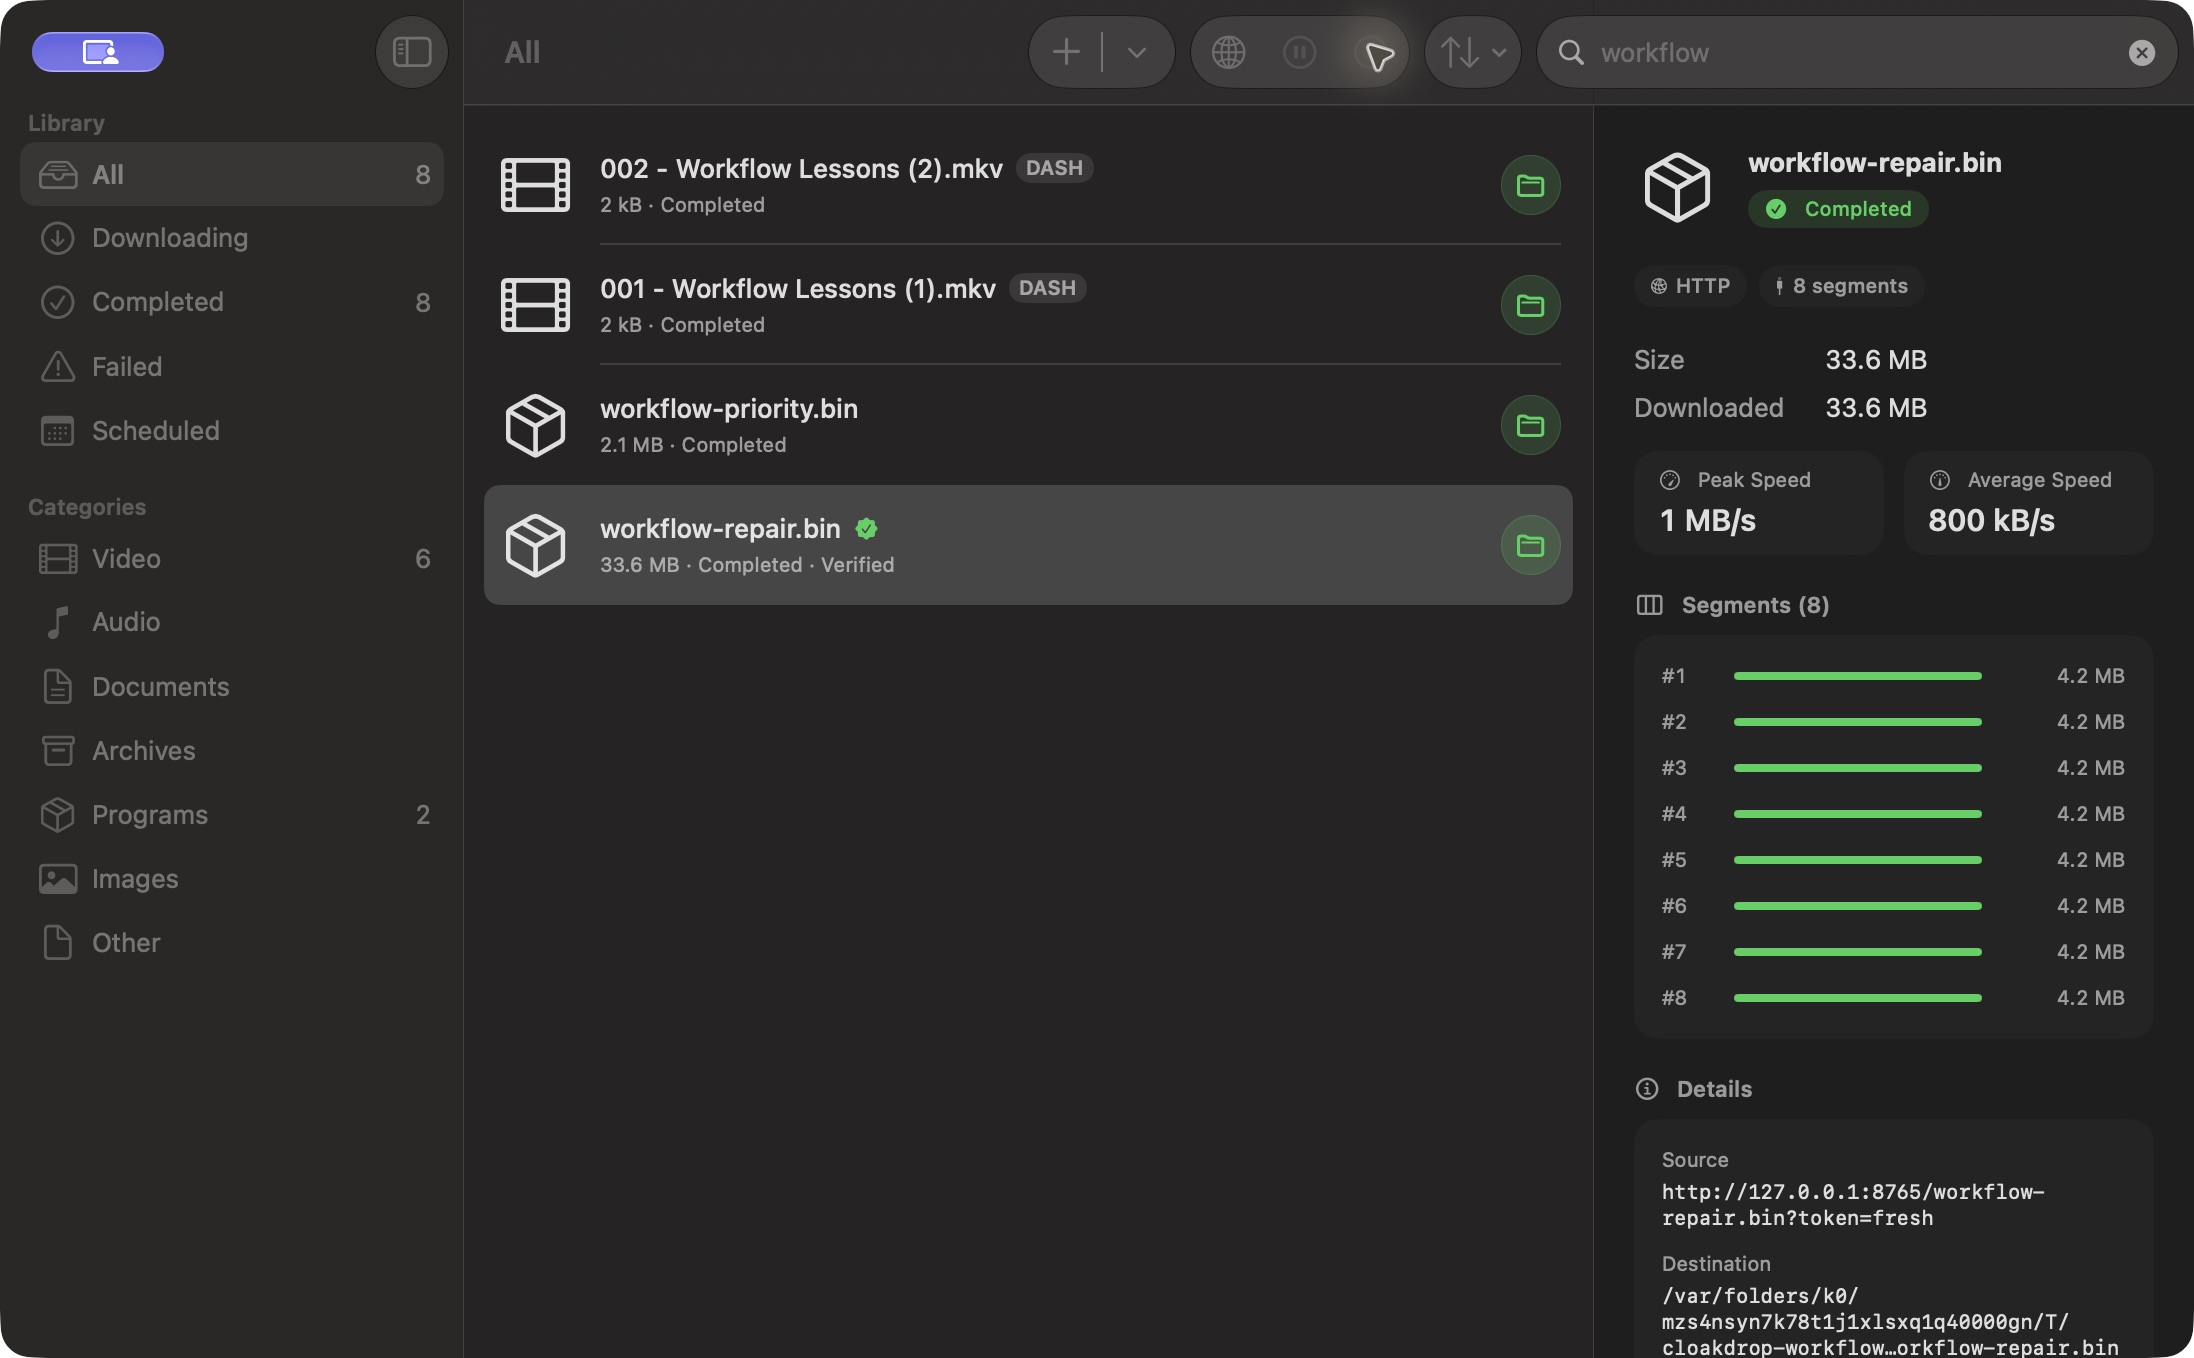 All
workflow
Library
All 8
Downloading
Completed 8
Failed
Scheduled
Categories
Video 6
Audio
Documents
Archives
Programs 2
Images
Other
002 - Workflow Lessons (2).mkv DASH
2 kB · Completed
001 - Workflow Lessons (1).mkv DASH
2 kB · Completed
workflow-priority.bin
2.1 MB · Completed
workflow-repair.bin
33.6 MB · Completed · Verified
workflow-repair.bin
Completed
HTTP 8 segments
Size 33.6 MB
Downloaded 33.6 MB
Peak Speed
1 MB/s
Average Speed
800 kB/s
Segments (8)
#1 4.2 MB
#2 4.2 MB
#3 4.2 MB
#4 4.2 MB
#5 4.2 MB
#6 4.2 MB
#7 4.2 MB
#8 4.2 MB
Details
Source
http://127.0.0.1:8765/workflow-
repair.bin?token=fresh
Destination
/var/folders/k0/
mzs4nsyn7k78t1j1xlsxq1q40000gn/T/
cloakdrop-workflow…orkflow-repair.bin